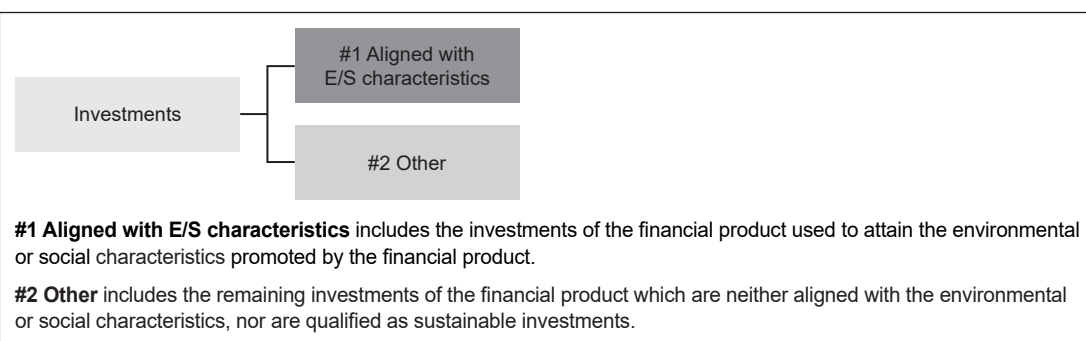 #1 Aligned with
E/S characteristics
Investments
#2 Other
#1 Aligned with E/S characteristics includes the investments of the financial product used to attain the environmental
or social characteristics promoted by the financial product.
#2 Other includes the remaining investments of the financial product which are neither aligned with the environmental
or social characteristics, nor are qualified as sustainable investments.